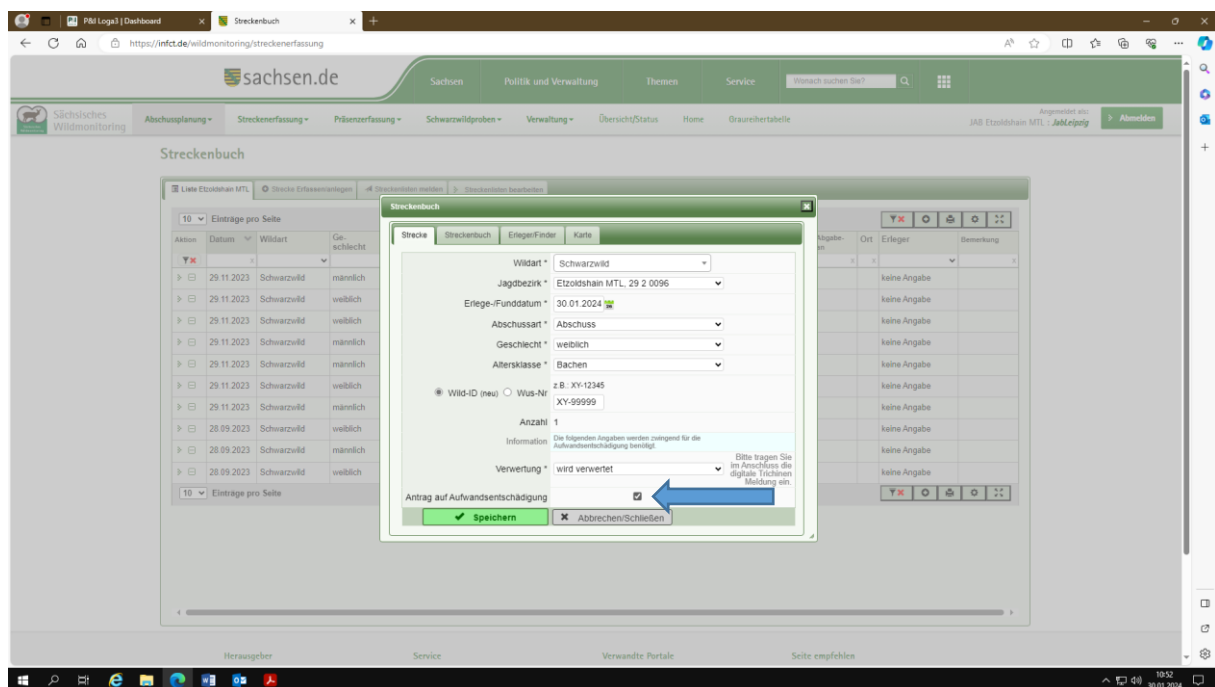 P&I Loga3 | Dashboard
Streckenbuch
https://infct.de/wildmonitoring/streckenerfassung
sachsen.de
Sachsen Politik und Verwaltung Themen Service Wonach suchen Sie?
Sächsisches
Wildmonitoring
Abschussplanung Streckenerfassung Präsenzerfassung Schwarzwildproben Verwaltung Übersicht/Status Home Graureihertabelle
Angemeldet als:
JAB Etzoldshain MTL : JabLeipzig
Abmelden
Streckenbuch
Liste Etzoldshain MTL Strecke Erfassen/anlegen Streckenlisten melden Streckenlisten bearbeiten
10 Einträge pro Seite
Aktion Datum Wildart Ge-
schlecht
Abgabe-
en Ort Erleger Bemerkung
29.11.2023 Schwarzwild männlich keine Angabe
29.11.2023 Schwarzwild weiblich keine Angabe
29.11.2023 Schwarzwild männlich keine Angabe
29.11.2023 Schwarzwild männlich keine Angabe
29.11.2023 Schwarzwild männlich keine Angabe
29.11.2023 Schwarzwild weiblich keine Angabe
29.11.2023 Schwarzwild männlich keine Angabe
28.09.2023 Schwarzwild weiblich keine Angabe
28.09.2023 Schwarzwild männlich keine Angabe
28.09.2023 Schwarzwild weiblich keine Angabe
10 Einträge pro Seite
Streckenbuch
Strecke Streckenbuch Erleger/Finder Karte
Wildart * Schwarzwild
Jagdbezirk * Etzoldshain MTL, 29 2 0096
Erlege-/Funddatum * 30.01.2024
Abschussart * Abschuss
Geschlecht * weiblich
Altersklasse * Bachen
Wild-ID (neu) Wus-Nr
z.B.: XY-12345
XY-99999
Anzahl 1
Information Die folgenden Angaben werden zwingend für die
Aufwandsentschädigung benötigt.
Verwertung * wird verwertet
Bitte tragen Sie
im Anschluss die
digitale Trichinen
Meldung ein.
Antrag auf Aufwandsentschädigung
Speichern Abbrechen/Schließen
Herausgeber Service Verwandte Portale Seite empfehlen
10:52
30.01.2024